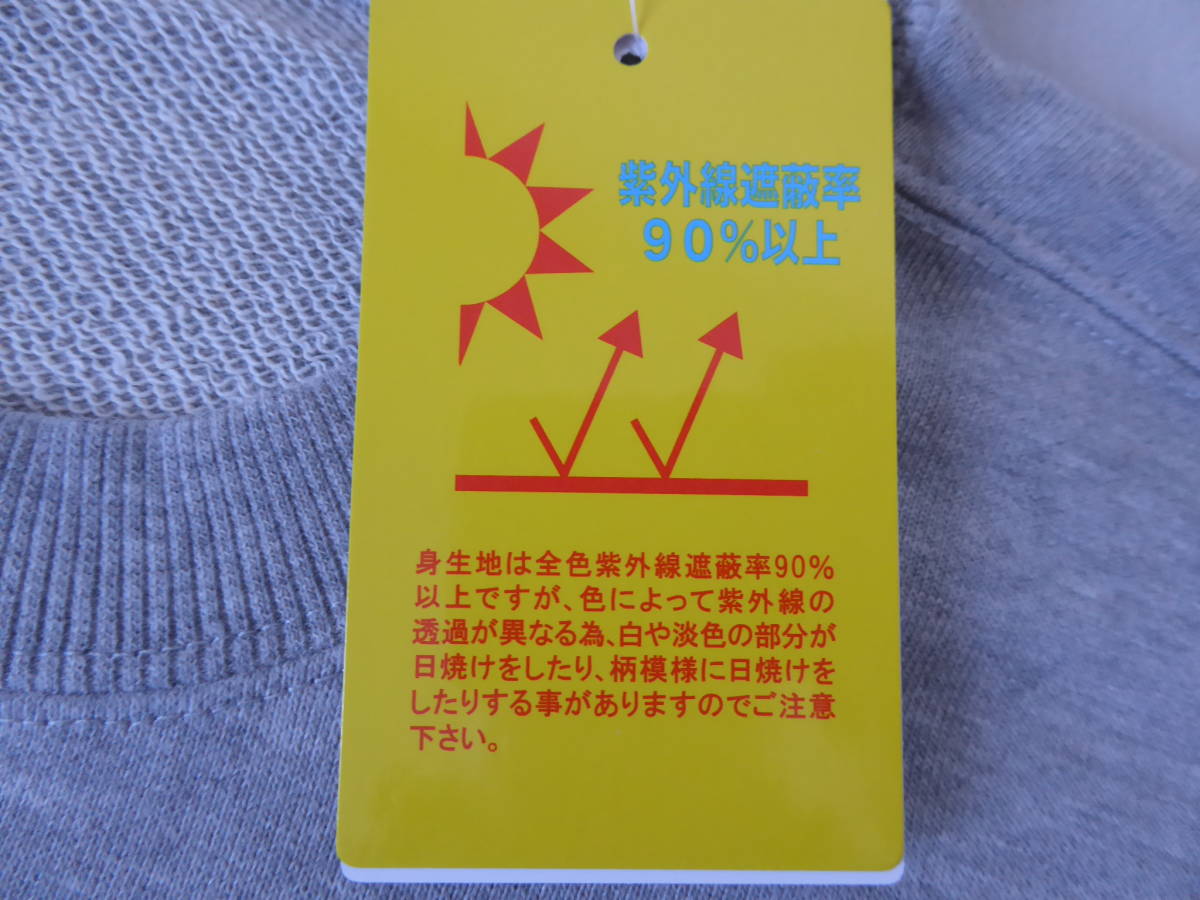 紫外線遮蔽率
90%以上
身生地は全色紫外線遮蔽率90%
以上ですが、色によって紫外線の
透過が異なる為、白や淡色の部分が
日焼けをしたり、柄模様に日焼けを
したりする事がありますのでご注意
下さい。